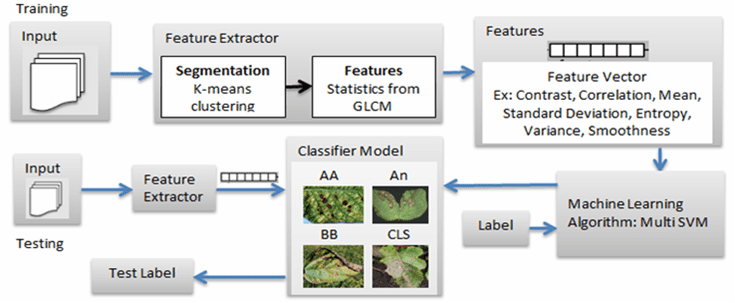 Training
Input
Feature Extractor
Segmentation
K-means
clustering
Features
Statistics from
GLCM
Features
Feature Vector
Ex: Contrast, Correlation, Mean,
Standard Deviation, Entropy,
Variance, Smoothness
Input
Testing
Feature
Extractor
Classifier Model
AA
An
BB
CLS
Label
Machine Learning
Algorithm: Multi SVM
Test Label